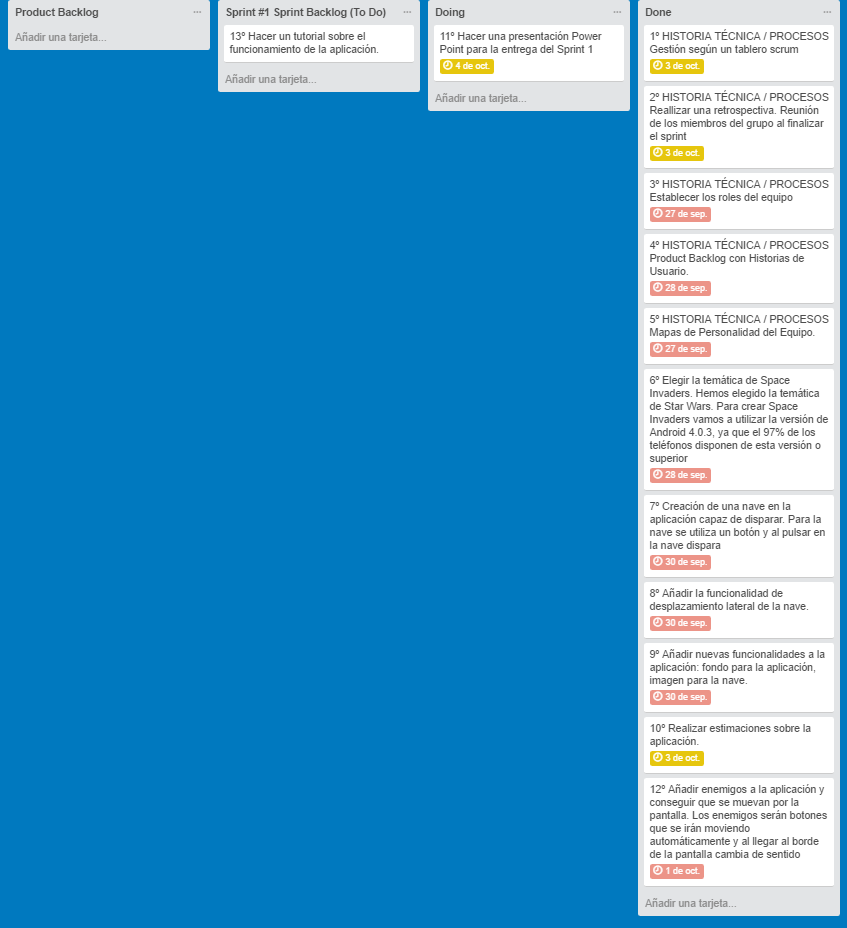 Product Backlog
Añadir una tarjeta...
Sprint #1 Sprint Backlog (To Do)
13º Hacer un tutorial sobre el
funcionamiento de la aplicación.
Añadir una tarjeta...
Doing
11º Hacer una presentación Power
Point para la entrega del Sprint 1
4 de oct.
Añadir una tarjeta...
Done
1º HISTORIA TÉCNICA / PROCESOS
Gestión según un tablero scrum
3 de oct.
2º HISTORIA TÉCNICA / PROCESOS
Reallizar una retrospectiva. Reunión
de los miembros del grupo al finalizar
el sprint
3 de oct.
3º HISTORIA TÉCNICA / PROCESOS
Establecer los roles del equipo
27 de sep.
4º HISTORIA TÉCNICA / PROCESOS
Product Backlog con Historias de
Usuario.
28 de sep.
5º HISTORIA TÉCNICA / PROCESOS
Mapas de Personalidad del Equipo.
27 de sep.
6º Elegir la temática de Space
Invaders. Hemos elegido la temática
de Star Wars. Para crear Space
Invaders vamos a utilizar la versión de
Android 4.0.3, ya que el 97% de los
teléfonos disponen de esta versión o
superior
28 de sep.
7º Creación de una nave en la
aplicación capaz de disparar. Para la
nave se utiliza un botón y al pulsar en
la nave dispara
30 de sep.
8º Añadir la funcionalidad de
desplazamiento lateral de la nave.
30 de sep.
9º Añadir nuevas funcionalidades a la
aplicación: fondo para la aplicación,
imagen para la nave.
30 de sep.
10º Realizar estimaciones sobre la
aplicación.
3 de oct.
12º Añadir enemigos a la aplicación y
conseguir que se muevan por la
pantalla. Los enemigos serán botones
que se irán moviendo
automáticamente y al llegar al borde
de la pantalla cambia de sentido
1 de oct.
Añadir una tarjeta...